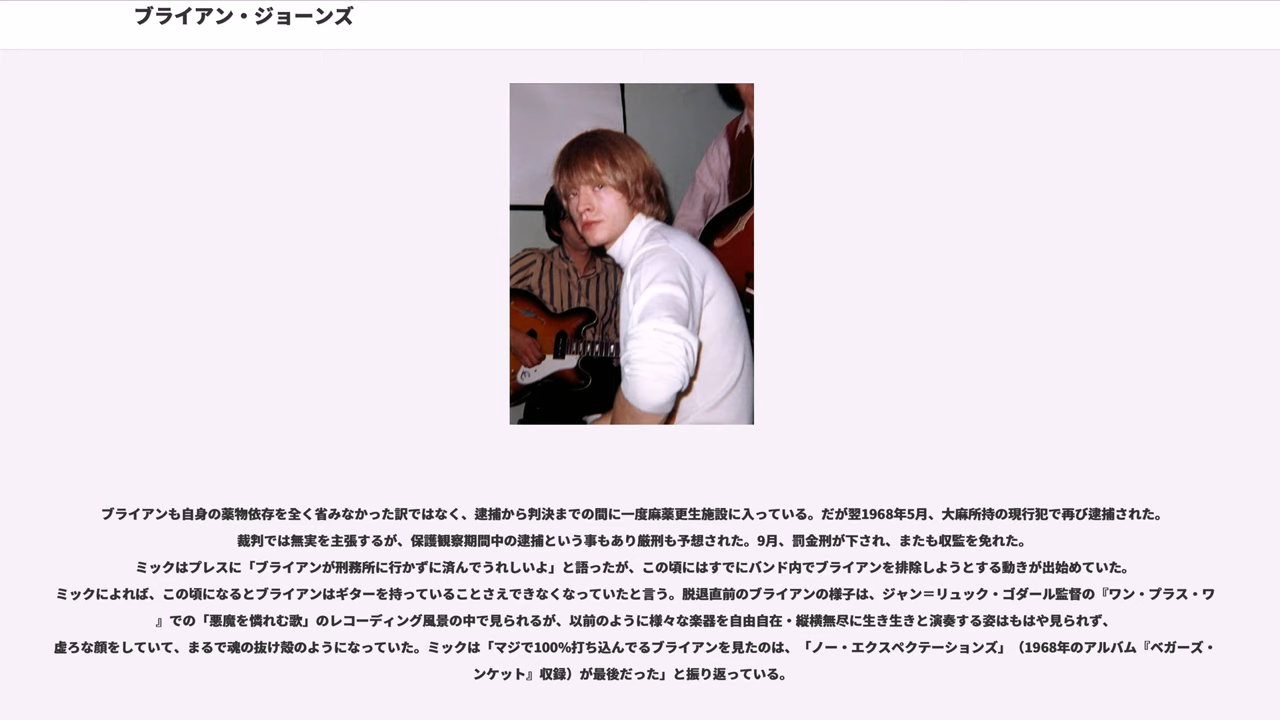 ブライアン・ジョーンズ
ブライアンも自身の薬物依存を全く省みなかった訳ではなく、逮捕から判決までの間に一度麻薬更生施設に入っている。だが翌1968年5月、大麻所持の現行犯で再び逮捕された。
裁判では無実を主張するが、保護観察期間中の逮捕という事もあり厳刑も予想された。9月、罰金刑が下され、またも収監を免れた。
ミックはプレスに「ブライアンが刑務所に行かずに済んでうれしいよ」と語ったが、この頃にはすでにバンド内でブライアンを排除しようとする動きが出始めていた。
ミックによれば、この頃になるとブライアンはギターを持っていることさえできなくなっていたと言う。脱退直前のブライアンの様子は、ジャン＝リュック・ゴダール監督の『ワン・プラス・ワ
』での「悪魔を憐れむ歌」のレコーディング風景の中で見られるが、以前のように様々な楽器を自由自在・縦横無尽に生き生きと演奏する姿はもはや見られず、
虚ろな顔をしていて、まるで魂の抜け殻のようになっていた。ミックは「マジで100%打ち込んでるブライアンを見たのは、「ノー・エクスペクテーションズ」（1968年のアルバム『ベガーズ・
ンケット』収録）が最後だった」と振り返っている。